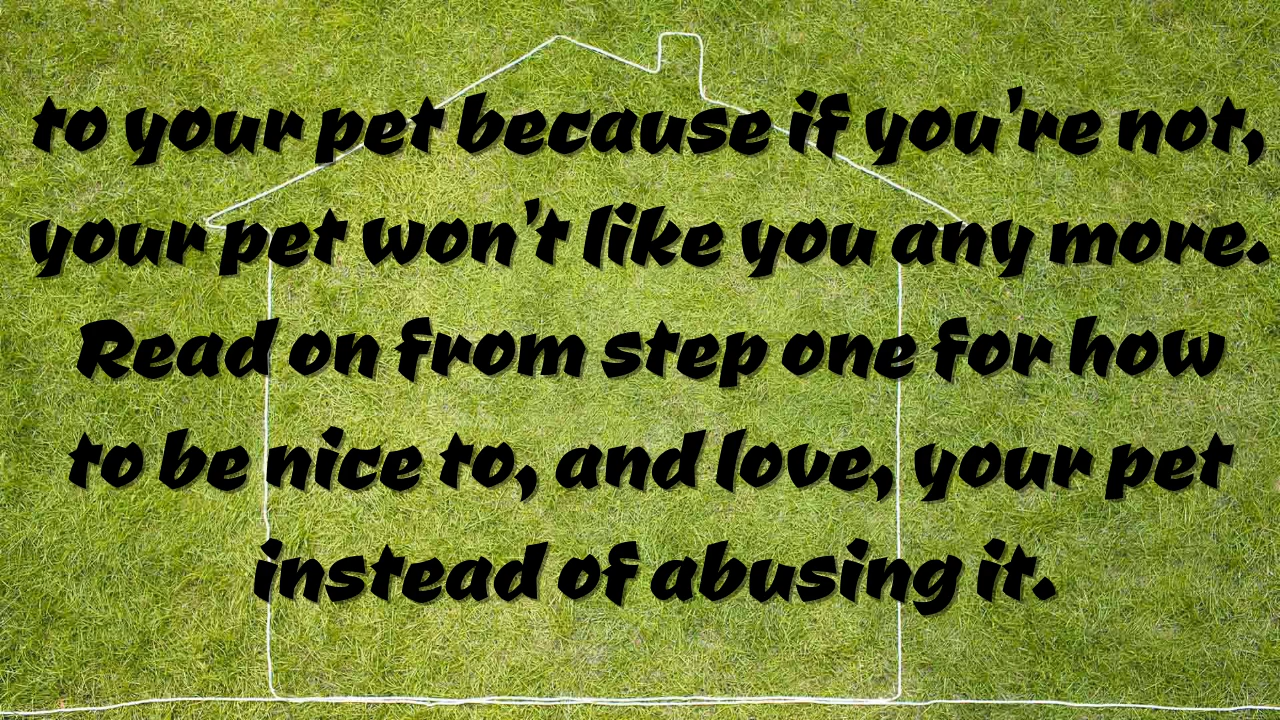 to your pet because if you're not,
your pet won't like you any more.
Read on from step one for how
to be nice to, and love, your pet
instead of abusing it.